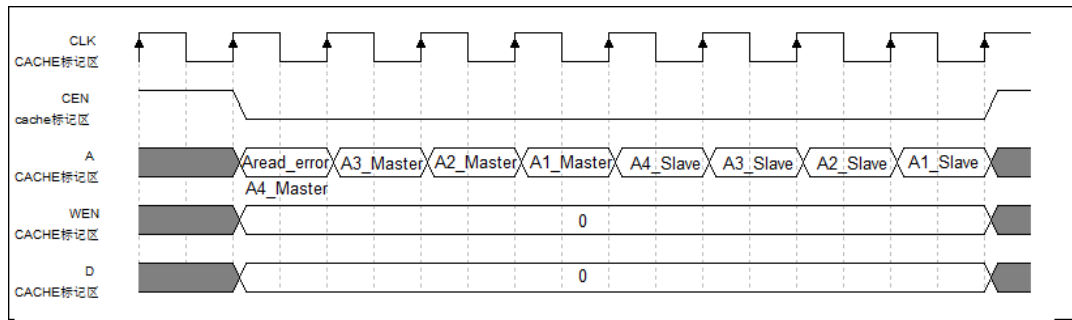 CLK
CACHE标记区
CEN
cache标记区
A
CACHE标记区
Aread_error A3_Master A2_Master A1_Master A4_Slave A3_Slave A2_Slave A1_Slave
A4_Master
WEN
CACHE标记区
0
D
CACHE标记区
0